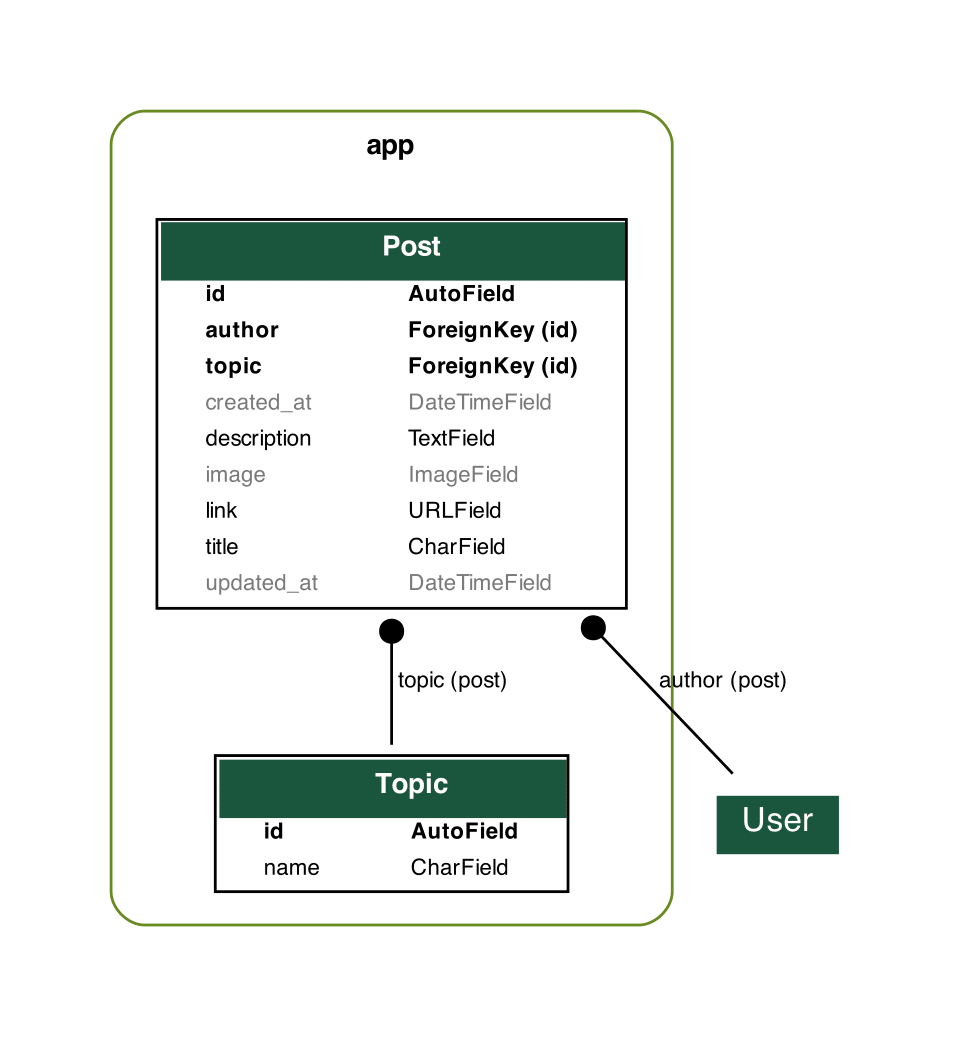 app
Post
id AutoField
author ForeignKey (id)
topic ForeignKey (id)
created_at DateTimeField
description TextField
image ImageField
link URLField
title CharField
updated_at DateTimeField
topic (post)
author (post)
Topic
id AutoField
name CharField
User